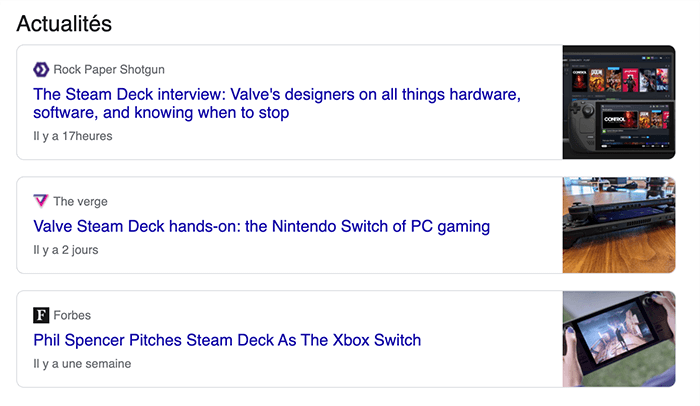 Actualités
Rock Paper Shotgun
The Steam Deck interview: Valve's designers on all things hardware,
software, and knowing when to stop
Il y a 17heures
The verge
Valve Steam Deck hands-on: the Nintendo Switch of PC gaming
Il y a 2 jours
F Forbes
Phil Spencer Pitches Steam Deck As The Xbox Switch
Il y a une semaine
CONTROL